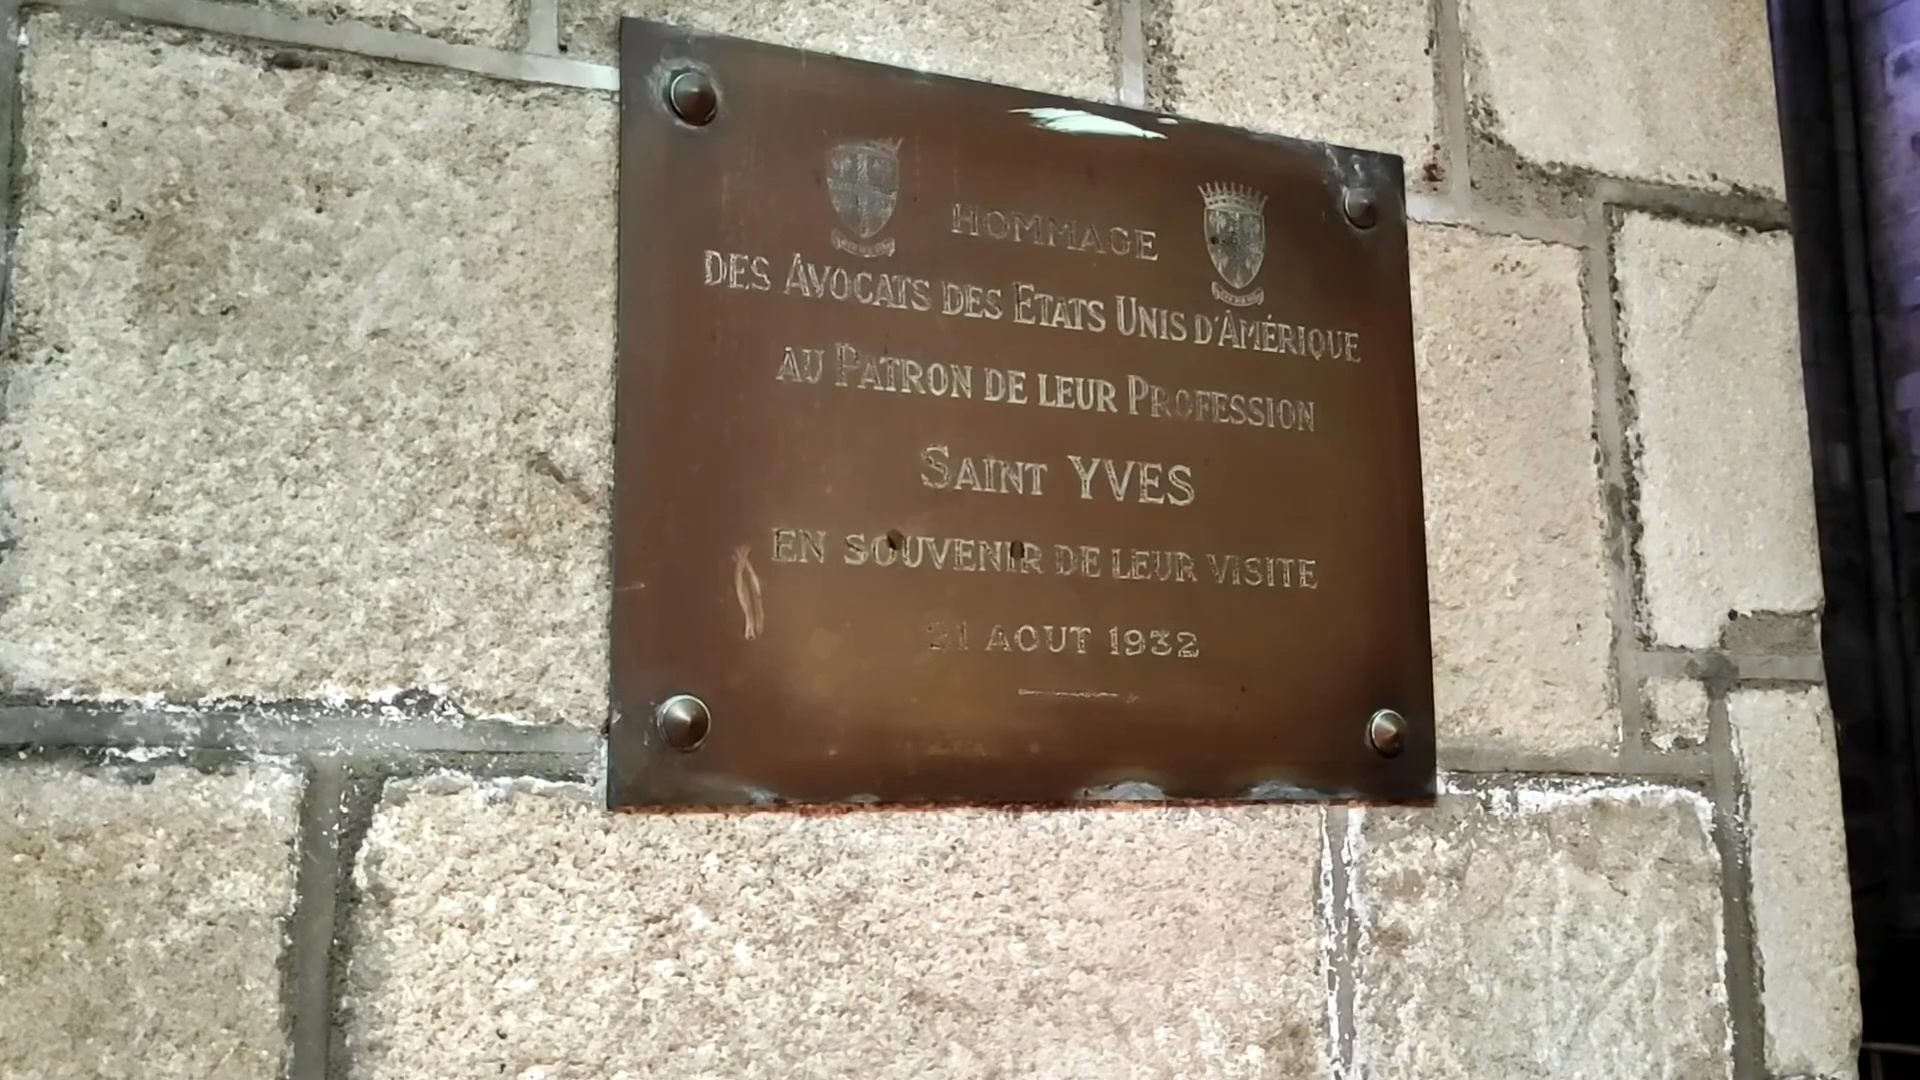 HOMMAGE
DES AVOCATS DES ETATS UNIS D'AMÉRIQUE
AU PATRON DE LEUR PROFESSION
SAINT YVES
EN SOUVENIR DE LEUR VISITE
21 AOUT 1932